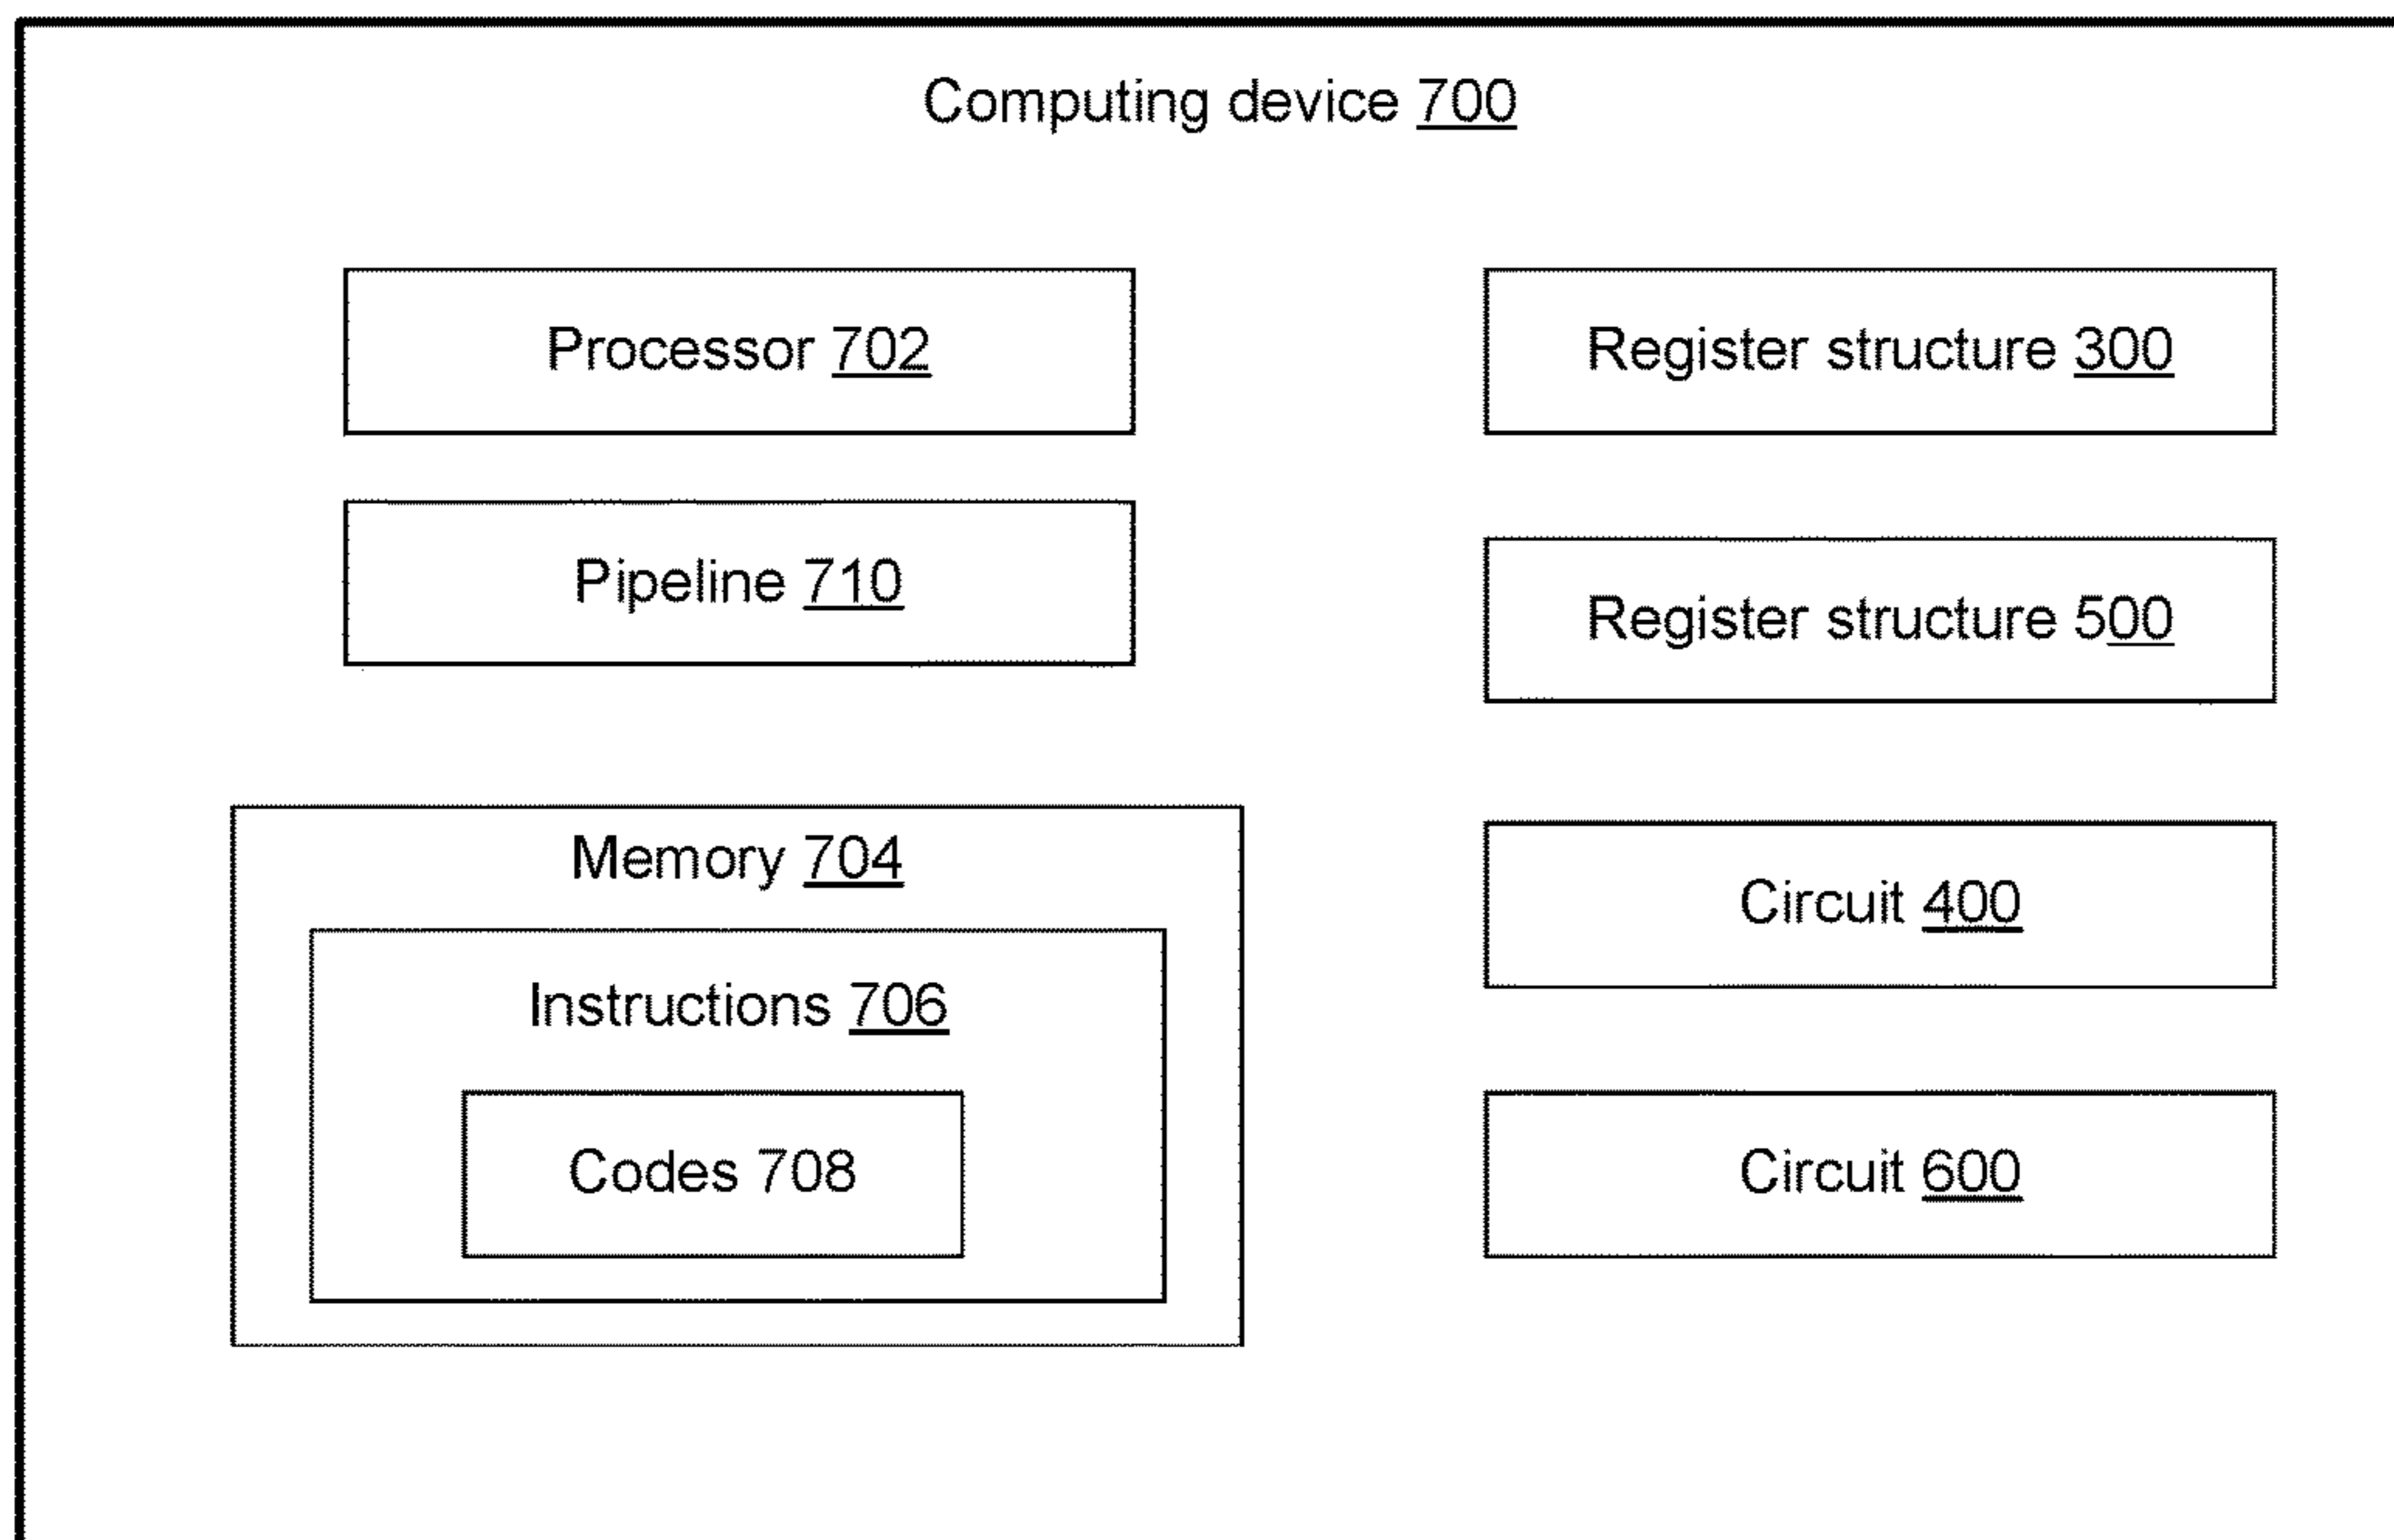 Computing device 700
Processor 702
Pipeline 710
Memory 704
Instructions 706
Codes 708
Register structure 300
Register structure 500
Circuit 400
Circuit 600